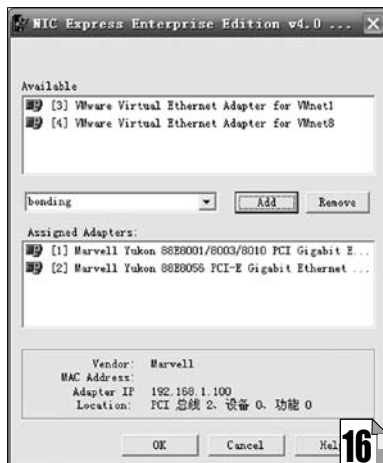 NIC Express Enterprise Edition v4.0 ...
Available
[3] VMware Virtual Ethernet Adapter for VMnet1
[4] VMware Virtual Ethernet Adapter for VMnet8
bonding
Add
Remove
Assigned Adapters:
[1] Marvell Yukon 88E8001/8003/8010 PCI Gigabit E...
[2] Marvell Yukon 88E8056 PCI-E Gigabit Ethernet ...
Vendor: Marvell
MAC Address:
Adapter IP 192.168.1.100
Location: PCI 总线 2、设备 0、功能 0
OK
Cancel
Hel
16